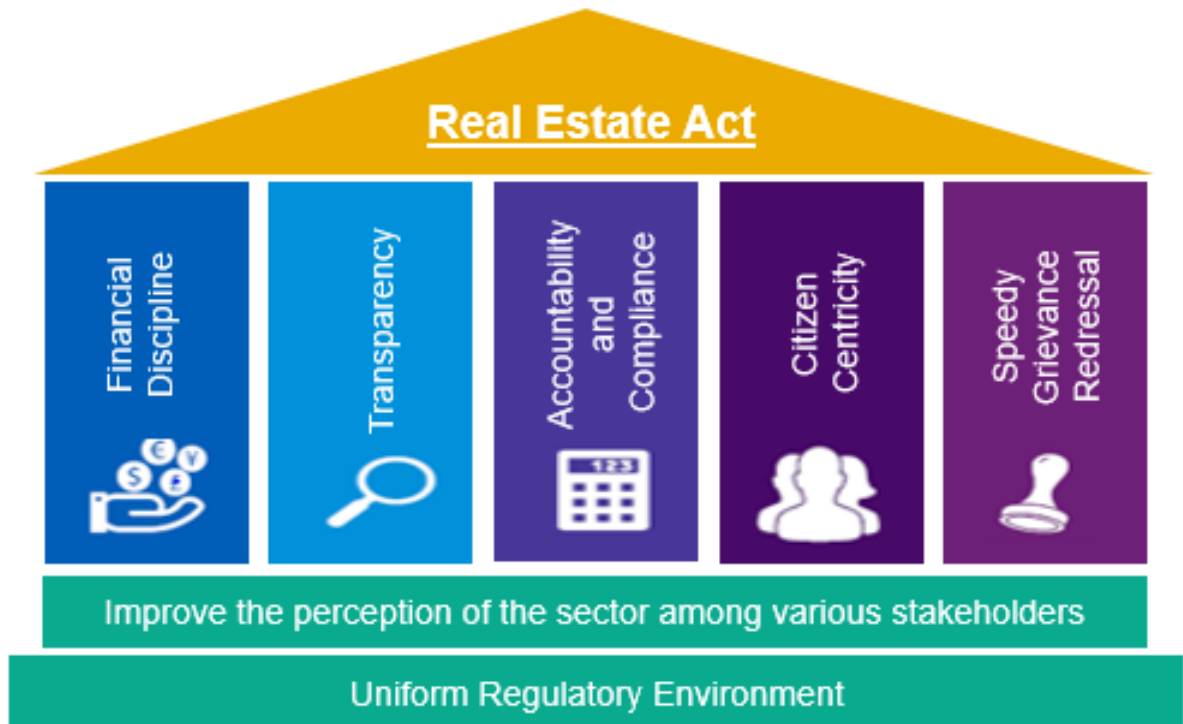 Real Estate Act
Financial
Discipline
Transparency
Accountability
and
Compliance
Citizen
Centricity
Speedy
Grievance
Redressal
€
¥
$
£
123
Improve the perception of the sector among various stakeholders
Uniform Regulatory Environment